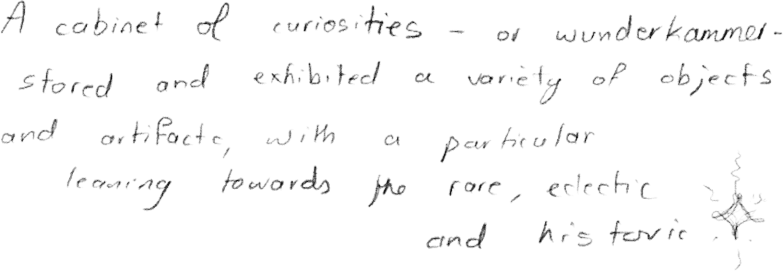 A cabinet of curiosities - or wunderkammer -
stored and exhibited a variety of objects
and artifacts, with a particular
leaning towards the rare, eclectic
and historic.